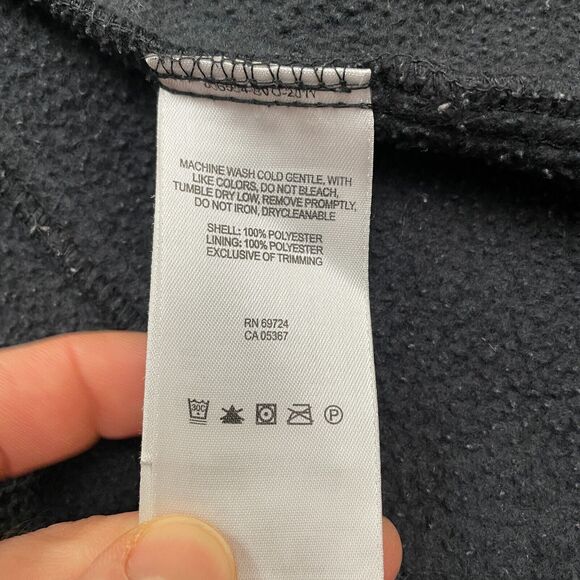 MACHINE WASH COLD GENTLE, WITH
LIKE COLORS, DO NOT BLEACH,
TUMBLE DRY LOW, REMOVE PROMPTLY,
DO NOT IRON, DRYCLEANABLE
SHELL: 100% POLYESTER
LINING: 100% POLYESTER
EXCLUSIVE OF TRIMMING
RN 69724
CA 05367
30C P